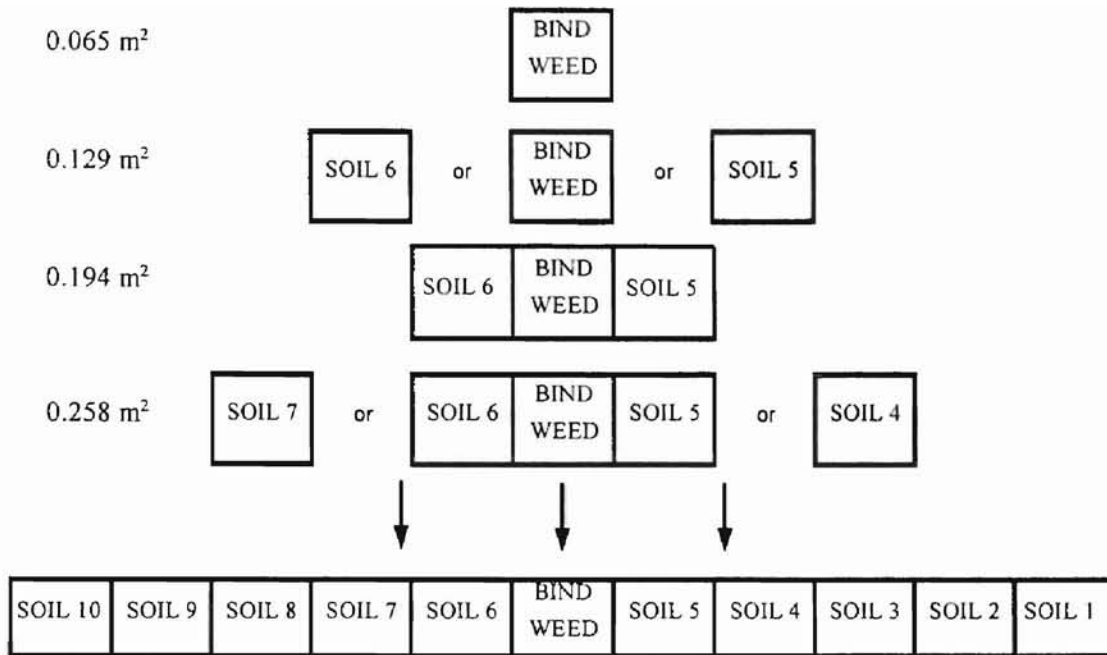 0.065 m²
BIND
WEED
0.129 m²
SOIL 6 or BIND WEED or SOIL 5
0.194 m²
SOIL 6 BIND WEED SOIL 5
0.258 m²
SOIL 7 or SOIL 6 BIND WEED SOIL 5 or SOIL 4
SOIL 10 SOIL 9 SOIL 8 SOIL 7 SOIL 6 BIND WEED SOIL 5 SOIL 4 SOIL 3 SOIL 2 SOIL 1